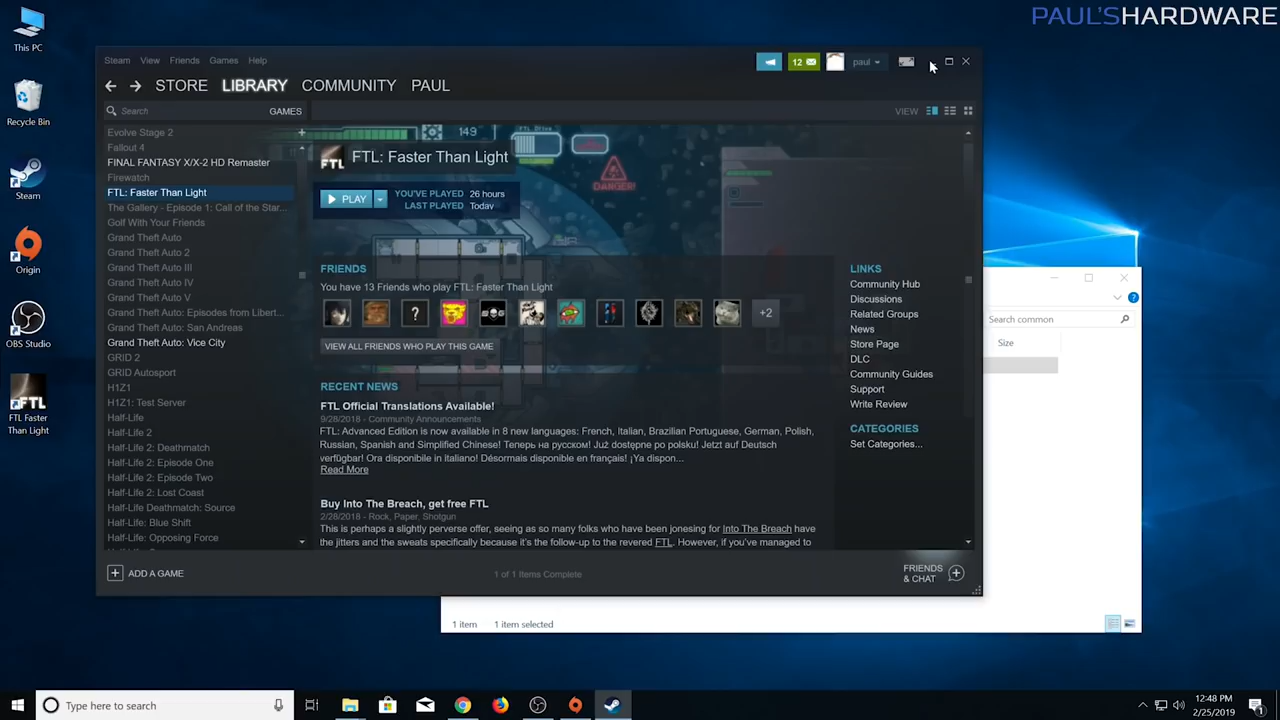 PAUL'SHARDWARE
This PC
Recycle Bin
Steam
Origin
OBS Studio
FTL
FTL Faster
Than Light
Steam View Friends Games Help
12
paul
STORE LIBRARY COMMUNITY PAUL
Search GAMES
VIEW
Evolve Stage 2
Fallout 4
FINAL FANTASY X/X-2 HD Remaster
Firewatch
FTL: Faster Than Light
The Gallery - Episode 1: Call of the Star...
Golf With Your Friends
Grand Theft Auto
Grand Theft Auto 2
Grand Theft Auto III
Grand Theft Auto IV
Grand Theft Auto V
Grand Theft Auto: Episodes from Libert...
Grand Theft Auto: San Andreas
Grand Theft Auto: Vice City
GRID 2
GRID Autosport
H1Z1
H1Z1: Test Server
Half-Life
Half-Life 2
Half-Life 2: Deathmatch
Half-Life 2: Episode One
Half-Life 2: Episode Two
Half-Life 2: Lost Coast
Half-Life Deathmatch: Source
Half-Life: Blue Shift
Half-Life: Opposing Force
149
FTL Drive
DANGER!
FTL
FTL: Faster Than Light
PLAY
YOU'VE PLAYED 26 hours
LAST PLAYED Today
FRIENDS
You have 13 Friends who play FTL: Faster Than Light
?
+2
VIEW ALL FRIENDS WHO PLAY THIS GAME
RECENT NEWS
FTL Official Translations Available!
9/28/2018 - Community Announcements
FTL: Advanced Edition is now available in 8 new languages: French, Italian, Brazilian Portuguese, German, Polish,
Russian, Spanish and Simplified Chinese! Теперь на русском! Już dostępne po polsku! Jetzt auf Deutsch
verfügbar! Ora disponibile in Italiano! Désormais disponible en français! ¡Ya dispon...
Read More
Buy Into The Breach, get free FTL
2/28/2018 - Rock, Paper, Shotgun
This is perhaps a slightly perverse offer, seeing as so many folks who have been jonesing for Into The Breach have
the jitters and the sweats specifically because it's the follow-up to the revered FTL. However, if you've managed to
LINKS
Community Hub
Discussions
Related Groups
News
Store Page
DLC
Community Guides
Support
Write Review
CATEGORIES
Set Categories...
ADD A GAME
1 of 1 Items Complete
FRIENDS
& CHAT
Search common
Size
1 item 1 item selected
Type here to search
12:48 PM
2/25/2019
1